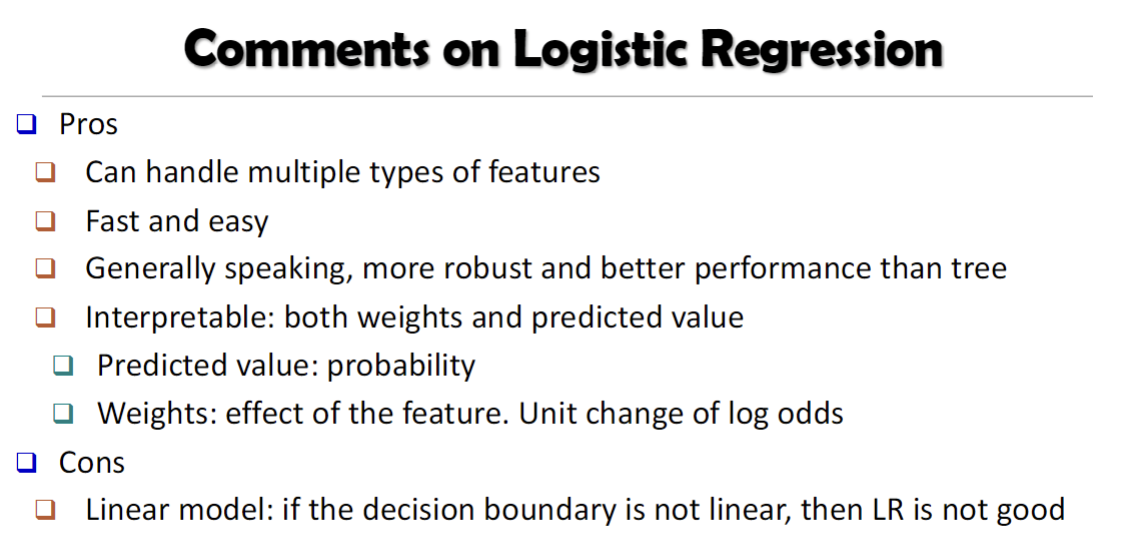 Comments on Logistic Regression
Pros
Can handle multiple types of features
Fast and easy
Generally speaking, more robust and better performance than tree
Interpretable: both weights and predicted value
Predicted value: probability
Weights: effect of the feature. Unit change of log odds
Cons
Linear model: if the decision boundary is not linear, then LR is not good